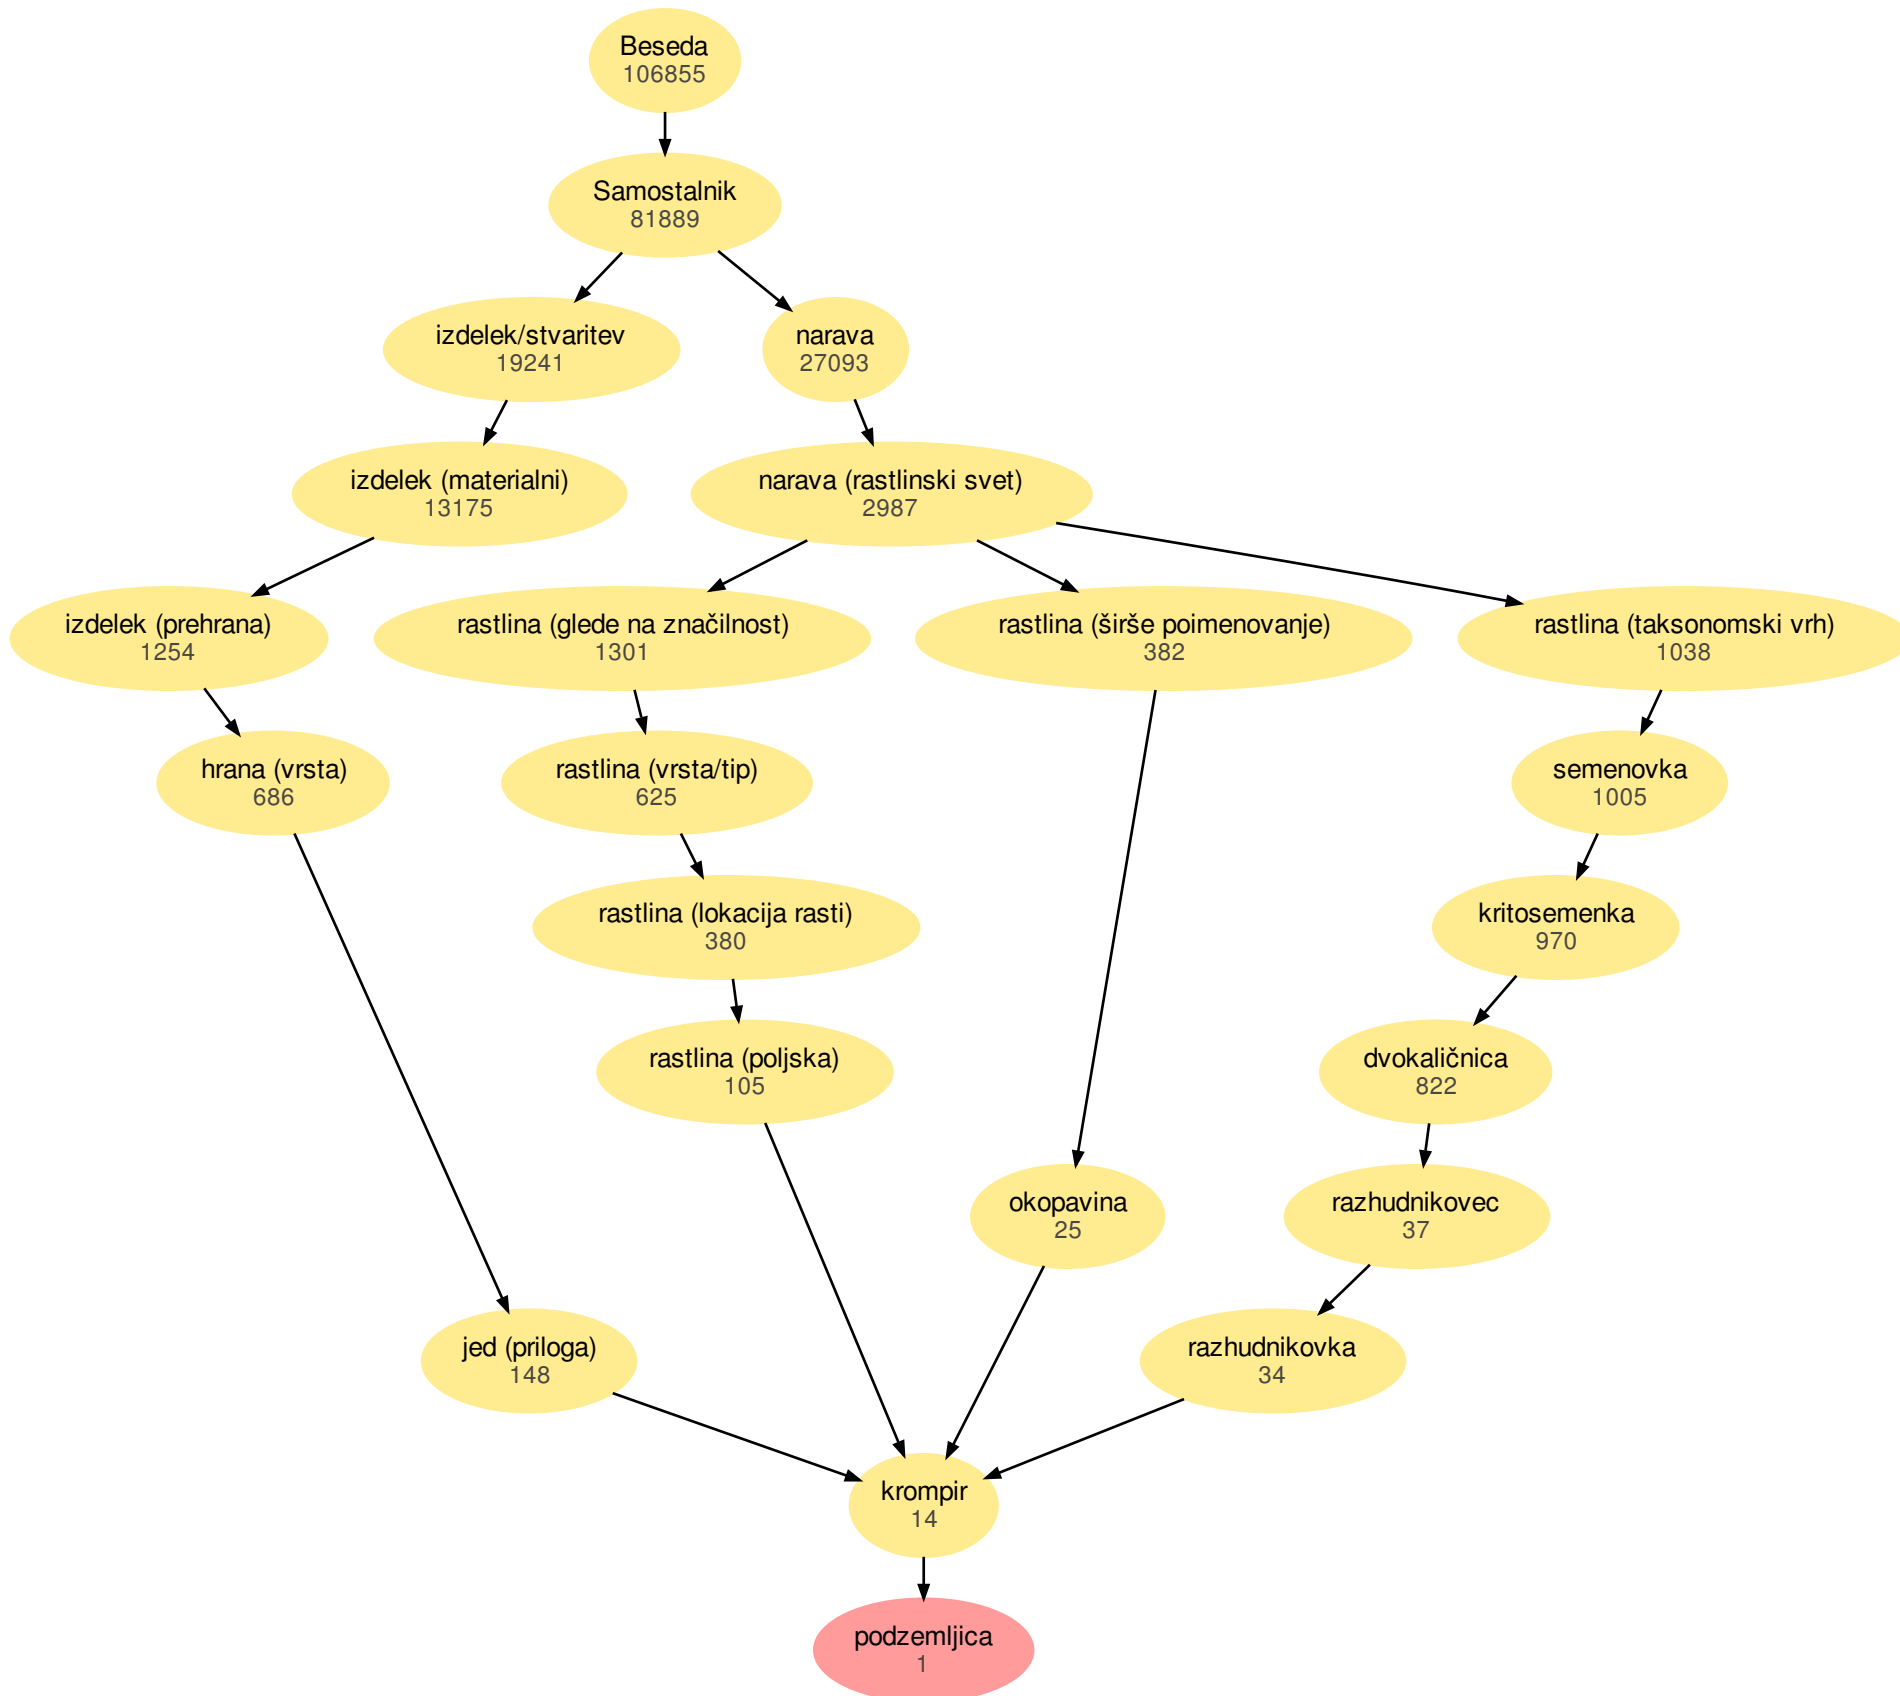 Beseda
106855
Samostalnik
81889
izdelek/stvaritev
19241
narava
27093
izdelek (materialni)
13175
narava (rastlinski svet)
2987
izdelek (prehrana)
1254
rastlina (glede na značilnost)
1301
rastlina (širše poimenovanje)
382
rastlina (taksonomski vrh)
1038
hrana (vrsta)
686
rastlina (vrsta/tip)
625
semenovka
1005
rastlina (lokacija rasti)
380
kritosemenka
970
rastlina (poljska)
105
dvokaličnica
822
okopavina
25
razhudnikovec
37
jed (priloga)
148
razhudnikovka
34
krompir
14
podzemljica
1